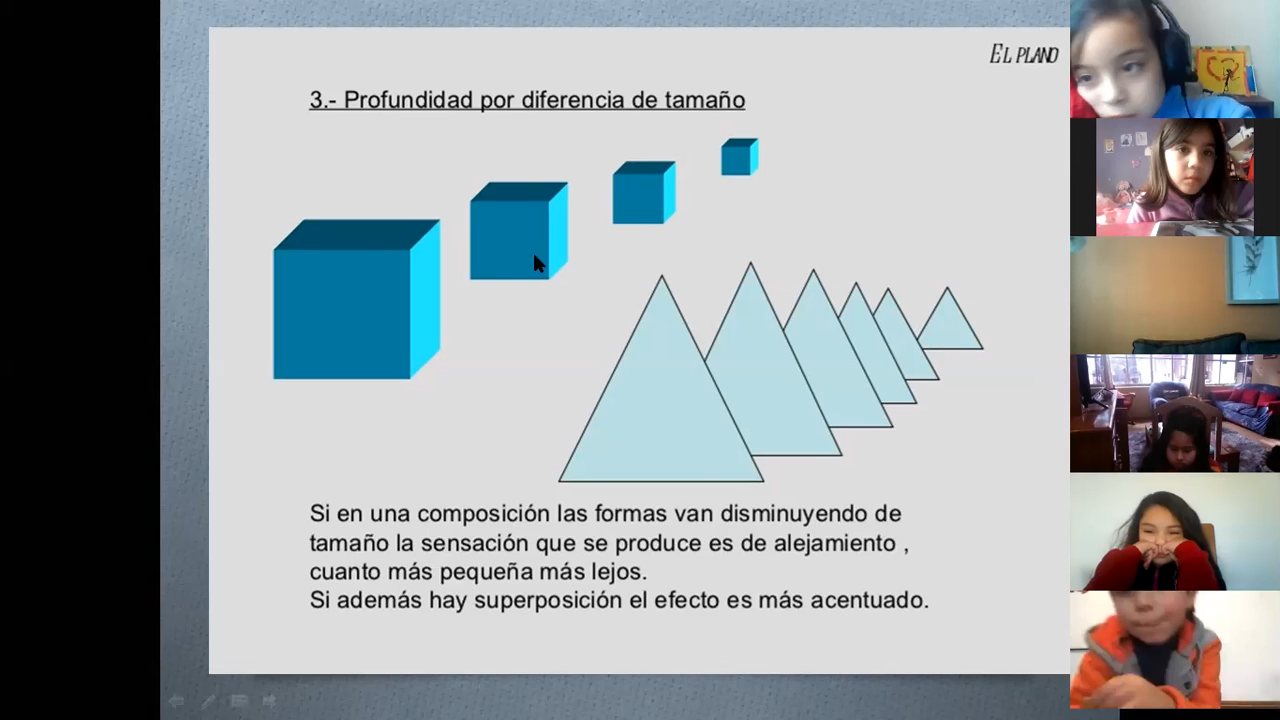 EL PLANO
3.- Profundidad por diferencia de tamaño
Si en una composición las formas van disminuyendo de
tamaño la sensación que se produce es de alejamiento ,
cuanto más pequeña más lejos.
Si además hay superposición el efecto es más acentuado.